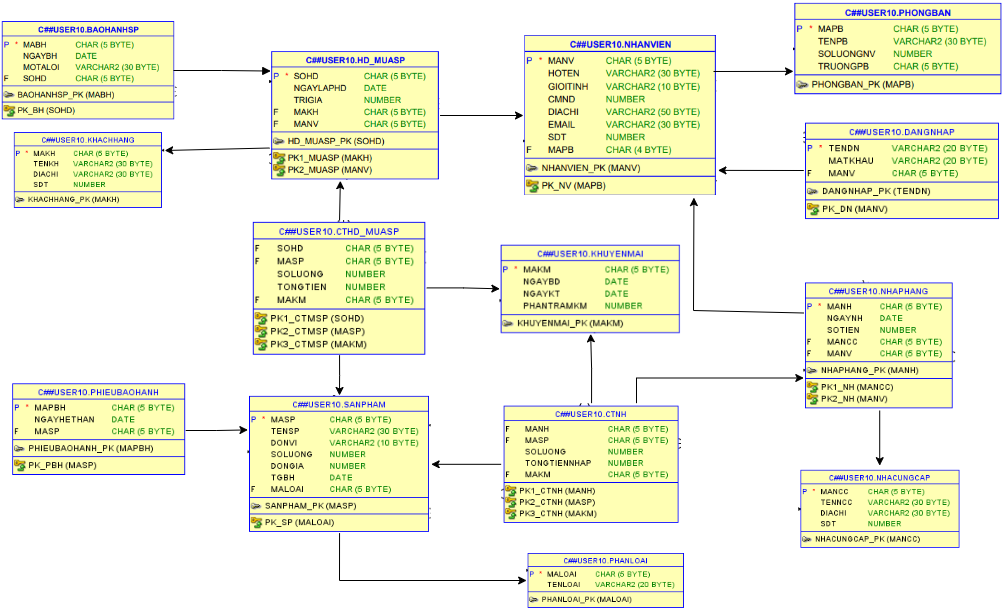 C##USER10.BAOHANHSP
P * MABH CHAR (5 BYTE)
NGAYBH DATE
MOTALOI VARCHAR2 (30 BYTE)
F SOHD CHAR (5 BYTE)
BAOHANHSP_PK (MABH)
PK_BH (SOHD)
C##USER10.HD_MUASP
P * SOHD CHAR (5 BYTE)
NGAYLAPHD DATE
TRIGIA NUMBER
F MAKH CHAR (5 BYTE)
F MANV CHAR (5 BYTE)
HD_MUASP_PK (SOHD)
PK1_MUASP (MAKH)
PK2_MUASP (MANV)
C##USER10.NHANVIEN
P * MANV CHAR (5 BYTE)
HOTEN VARCHAR2 (30 BYTE)
GIOITINH VARCHAR2 (10 BYTE)
CMND NUMBER
DIACHI VARCHAR2 (50 BYTE)
EMAIL VARCHAR2 (30 BYTE)
SDT NUMBER
F MAPB CHAR (4 BYTE)
NHANVIEN_PK (MANV)
PK_NV (MAPB)
C##USER10.PHONGBAN
P * MAPB CHAR (5 BYTE)
TENPB VARCHAR2 (30 BYTE)
SOLUONGNV NUMBER
TRUONGPB CHAR (5 BYTE)
PHONGBAN_PK (MAPB)
C##USER10.KHACHHANG
P * MAKH CHAR (5 BYTE)
TENKH VARCHAR2 (30 BYTE)
DIACHI VARCHAR2 (30 BYTE)
SDT NUMBER
KHACHHANG_PK (MAKH)
C##USER10.DANGNHAP
P * TENDN VARCHAR2 (20 BYTE)
MATKHAU VARCHAR2 (20 BYTE)
F MANV CHAR (5 BYTE)
DANGNHAP_PK (TENDN)
PK_DN (MANV)
C##USER10.CTHD_MUASP
F SOHD CHAR (5 BYTE)
F MASP CHAR (5 BYTE)
SOLUONG NUMBER
TONGTIEN NUMBER
F MAKM CHAR (5 BYTE)
PK1_CTMSP (SOHD)
PK2_CTMSP (MASP)
PK3_CTMSP (MAKM)
C##USER10.KHUYENMAI
P * MAKM CHAR (5 BYTE)
NGAYBD DATE
NGAYKT DATE
PHANTRAMKM NUMBER
KHUYENMAI_PK (MAKM)
C##USER10.NHAPHANG
P * MANH CHAR (5 BYTE)
NGAYNH DATE
SOTIEN NUMBER
F MANCC CHAR (5 BYTE)
F MANV CHAR (5 BYTE)
NHAPHANG_PK (MANH)
PK1_NH (MANCC)
PK2_NH (MANV)
C##USER10.PHIEUBAOHANH
P * MAPBH CHAR (5 BYTE)
NGAYHETHAN DATE
F MASP CHAR (5 BYTE)
PHIEUBAOHANH_PK (MAPBH)
PK_PBH (MASP)
C##USER10.SANPHAM
P * MASP CHAR (5 BYTE)
TENSP VARCHAR2 (30 BYTE)
DONVI VARCHAR2 (10 BYTE)
SOLUONG NUMBER
DONGIA NUMBER
TGBH DATE
F MALOAI CHAR (5 BYTE)
SANPHAM_PK (MASP)
PK_SP (MALOAI)
C##USER10.CTNH
F MANH CHAR (5 BYTE)
F MASP CHAR (5 BYTE)
SOLUONG NUMBER
TONGTIENNHAP NUMBER
F MAKM CHAR (5 BYTE)
PK1_CTNH (MANH)
PK2_CTNH (MASP)
PK3_CTNH (MAKM)
C##USER10.NHACUNGCAP
P * MANCC CHAR (5 BYTE)
TENNCC VARCHAR2 (30 BYTE)
DIACHI VARCHAR2 (30 BYTE)
SDT NUMBER
NHACUNGCAP_PK (MANCC)
C##USER10.PHANLOAI
P * MALOAI CHAR (5 BYTE)
TENLOAI VARCHAR2 (20 BYTE)
PHANLOAI_PK (MALOAI)